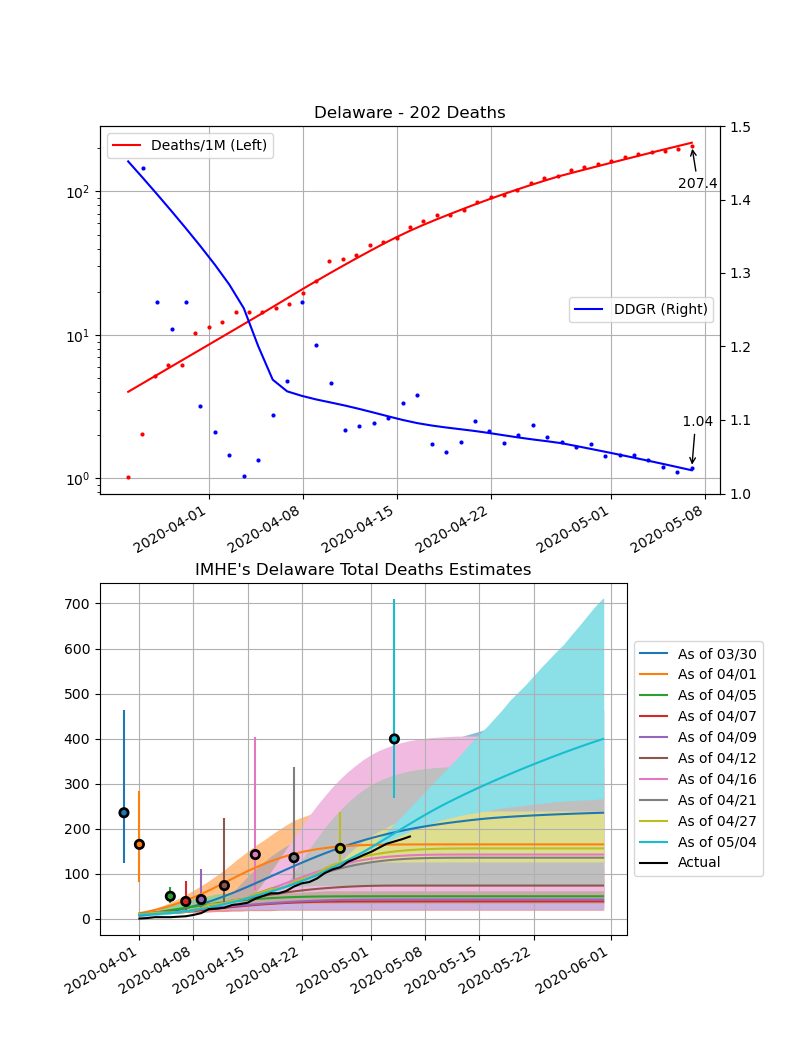 Delaware - 202 Deaths
Deaths/1M (Left)
DDGR (Right)
207.4
1.04
10²
10¹
10⁰
1.5
1.4
1.3
1.2
1.1
1.0
2020-04-01
2020-04-08
2020-04-15
2020-04-22
2020-05-01
2020-05-08
IMHE's Delaware Total Deaths Estimates
700
600
500
400
300
200
100
0
2020-04-01
2020-04-08
2020-04-15
2020-04-22
2020-05-01
2020-05-08
2020-05-15
2020-05-22
2020-06-01
As of 03/30
As of 04/01
As of 04/05
As of 04/07
As of 04/09
As of 04/12
As of 04/16
As of 04/21
As of 04/27
As of 05/04
Actual